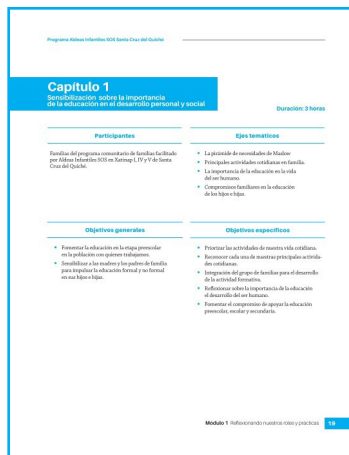 Programa Aldeas Infantiles SOS Santa Cruz del Quiché
Capítulo 1
Sensibilización sobre la importancia
de la educación en el desarrollo personal y social
Duración: 3 horas
Participantes
Familias del programa comunitario de familias facilitado
por Aldeas Infantiles SOS en Xatinap I, IV y V de Santa
Cruz del Quiché.
Ejes temáticos
• La pirámide de necesidades de Maslow
• Principales actividades cotidianas en familia.
• La importancia de la educación en la vida
del ser humano.
• Compromisos familiares en la educación
de los hijos e hijas.
Objetivos generales
• Fomentar la educación en la etapa preescolar
en la población con quienes trabajamos.
• Sensibilizar a las madres y los padres de familia
para impulsar la educación formal y no formal
en sus hijos e hijas.
Objetivos específicos
• Priorizar las actividades de nuestra vida cotidiana.
• Reconocer cada una de nuestras principales activida-
des cotidianas.
• Integración del grupo de familias para el desarrollo
de la actividad formativa.
• Reflexionar sobre la importancia de la educación
el desarrollo del ser humano.
• Fomentar el compromiso de apoyar la educación
preescolar, escolar y secundaria.
Módulo 1 Reflexionando nuestros roles y prácticas 19